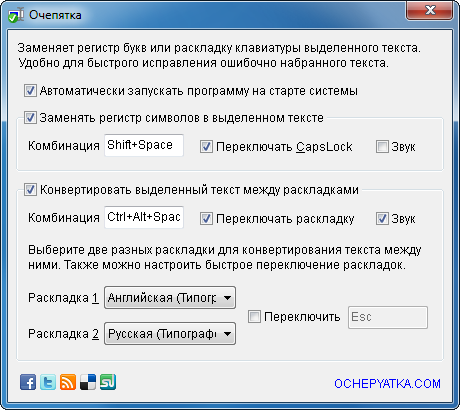 Очепятка
Заменяет регистр букв или раскладку клавиатуры выделенного текста.
Удобно для быстрого исправления ошибочно набранного текста.
Автоматически запускать программу на старте системы
Заменять регистр символов в выделенном тексте
Комбинация Shift+Space Переключать CapsLock Звук
Конвертировать выделенный текст между раскладками
Комбинация Ctrl+Alt+Spac Переключать раскладку Звук
Выберите две разных раскладки для конвертирования текста между
ними. Также можно настроить быстрое переключение раскладок.
Раскладка 1 Английская (Типогр
Переключить Esc
Раскладка 2 Русская (Типограф
OCHEPYATKA.COM